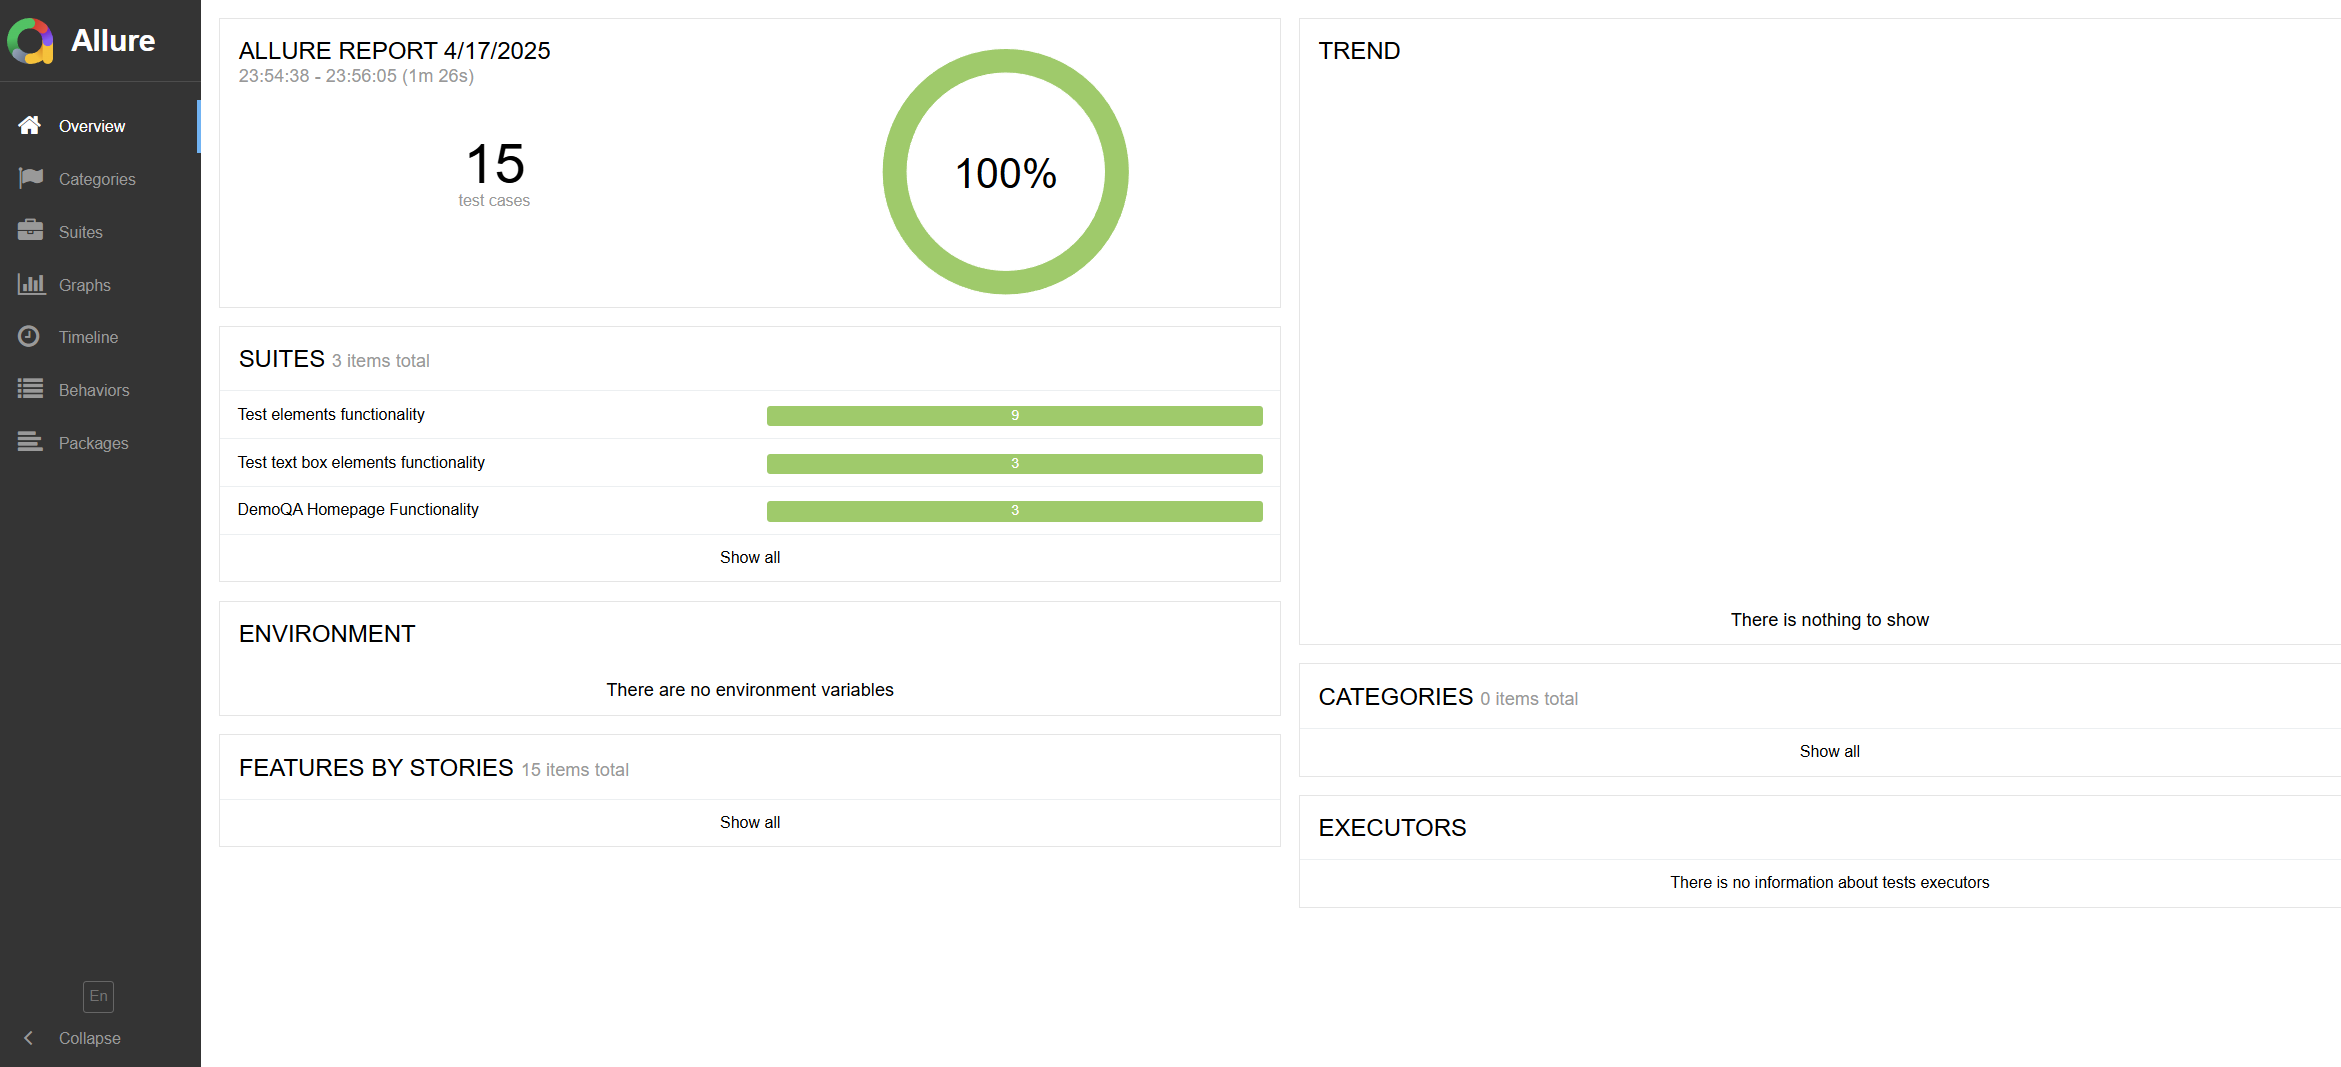 Allure
Overview
Categories
Suites
Graphs
Timeline
Behaviors
Packages
En
Collapse
ALLURE REPORT 4/17/2025
23:54:38 - 23:56:05 (1m 26s)
15
test cases
100%
SUITES 3 items total
Test elements functionality 9
Test text box elements functionality 3
DemoQA Homepage Functionality 3
Show all
ENVIRONMENT
There are no environment variables
FEATURES BY STORIES 15 items total
Show all
TREND
There is nothing to show
CATEGORIES 0 items total
Show all
EXECUTORS
There is no information about tests executors